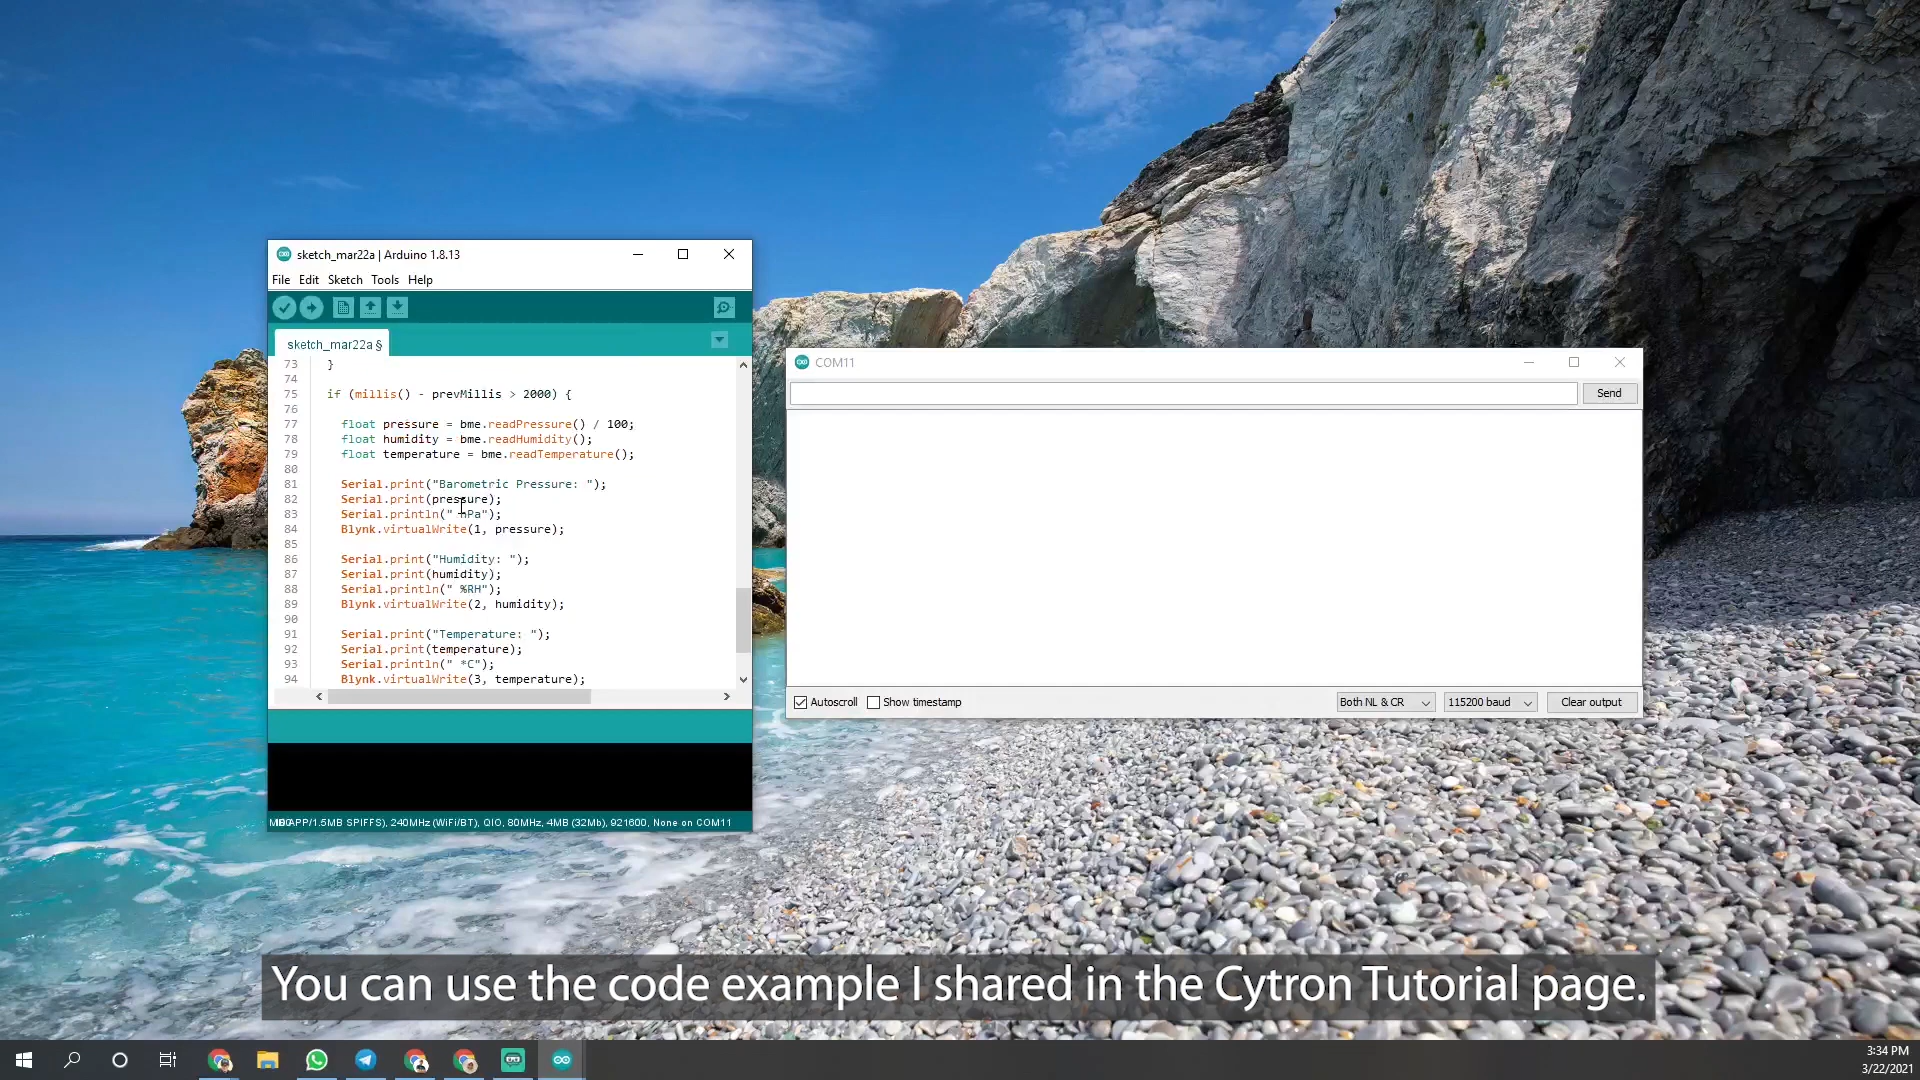 sketch_mar22a | Arduino 1.8.13
File Edit Sketch Tools Help
sketch_mar22a §
73 }
74
75 if (millis() - prevMillis > 2000) {
76
77 float pressure = bme.readPressure() / 100;
78 float humidity = bme.readHumidity();
79 float temperature = bme.readTemperature();
80
81 Serial.print("Barometric Pressure: ");
82 Serial.print(pressure);
83 Serial.println(" hPa");
84 Blynk.virtualWrite(1, pressure);
85
86 Serial.print("Humidity: ");
87 Serial.print(humidity);
88 Serial.println(" %RH");
89 Blynk.virtualWrite(2, humidity);
90
91 Serial.print("Temperature: ");
92 Serial.print(temperature);
93 Serial.println(" *C");
94 Blynk.virtualWrite(3, temperature);
APP/1.5MB SPIFFS), 240MHz (WiFi/BT), QIO, 80MHz, 4MB (32Mb), 921600, None on COM11
COM11
Send
Autoscroll Show timestamp Both NL & CR 115200 baud Clear output
You can use the code example I shared in the Cytron Tutorial page.
3:34 PM
3/22/2021